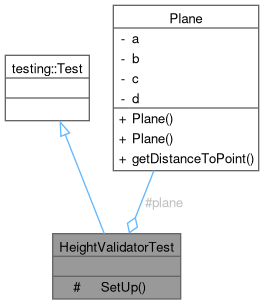 Plane
- a
- b
- c
- d
+ Plane()
+ Plane()
+ getDistanceToPoint()
testing::Test
#plane
HeightValidatorTest
# SetUp()